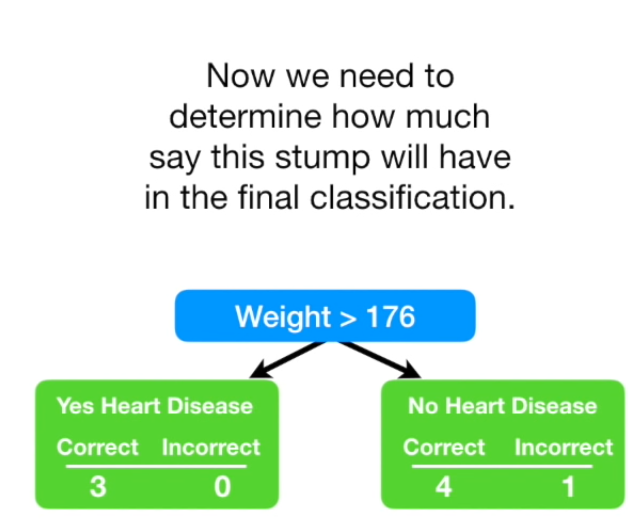 Now we need to
determine how much
say this stump will have
in the final classification.
Weight > 176
Yes Heart Disease
Correct Incorrect
3 0
No Heart Disease
Correct Incorrect
4 1